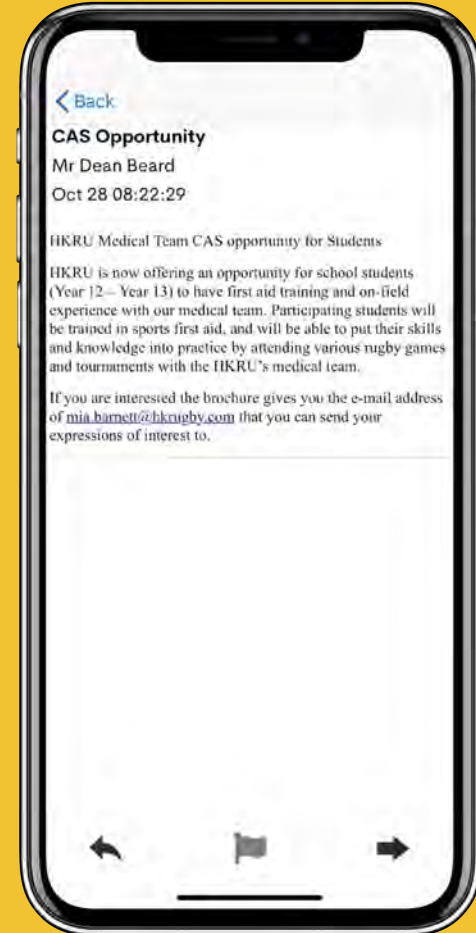 Back
CAS Opportunity
Mr Dean Beard
Oct 28 08:22:29
HKRU Medical Team CAS opportunity for Students
HKRU is now offering an opportunity for school students
(Year 12 – Year 13) to have first aid training and on-field
experience with our medical team. Participating students will
be trained in sports first aid, and will be able to put their skills
and knowledge into practice by attending various rugby games
and tournaments with the HKRU's medical team.
If you are interested the brochure gives you the e-mail address
of mia.barnett@hkrugby.com that you can send your
expressions of interest to.